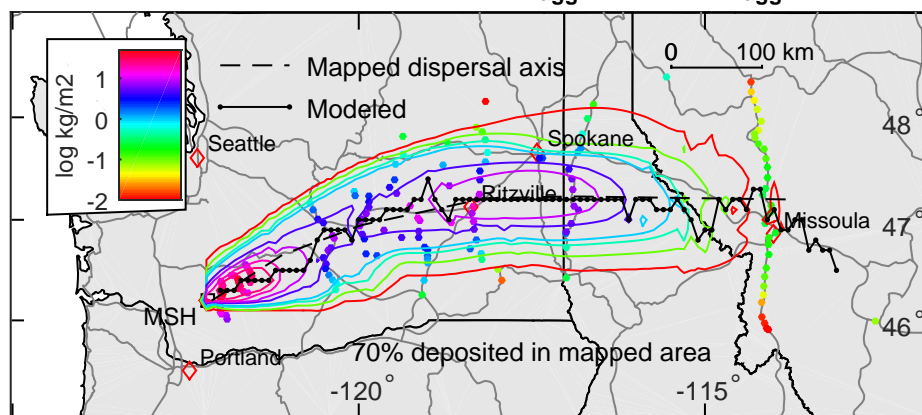 log kg/m2
1
0
-1
-2
Mapped dispersal axis
Modeled
0 100 km
Seattle
Spokane
48°
Ritzville
Missoula
47°
MSH
46°
Portland
70% deposited in mapped area
-120°
-115°